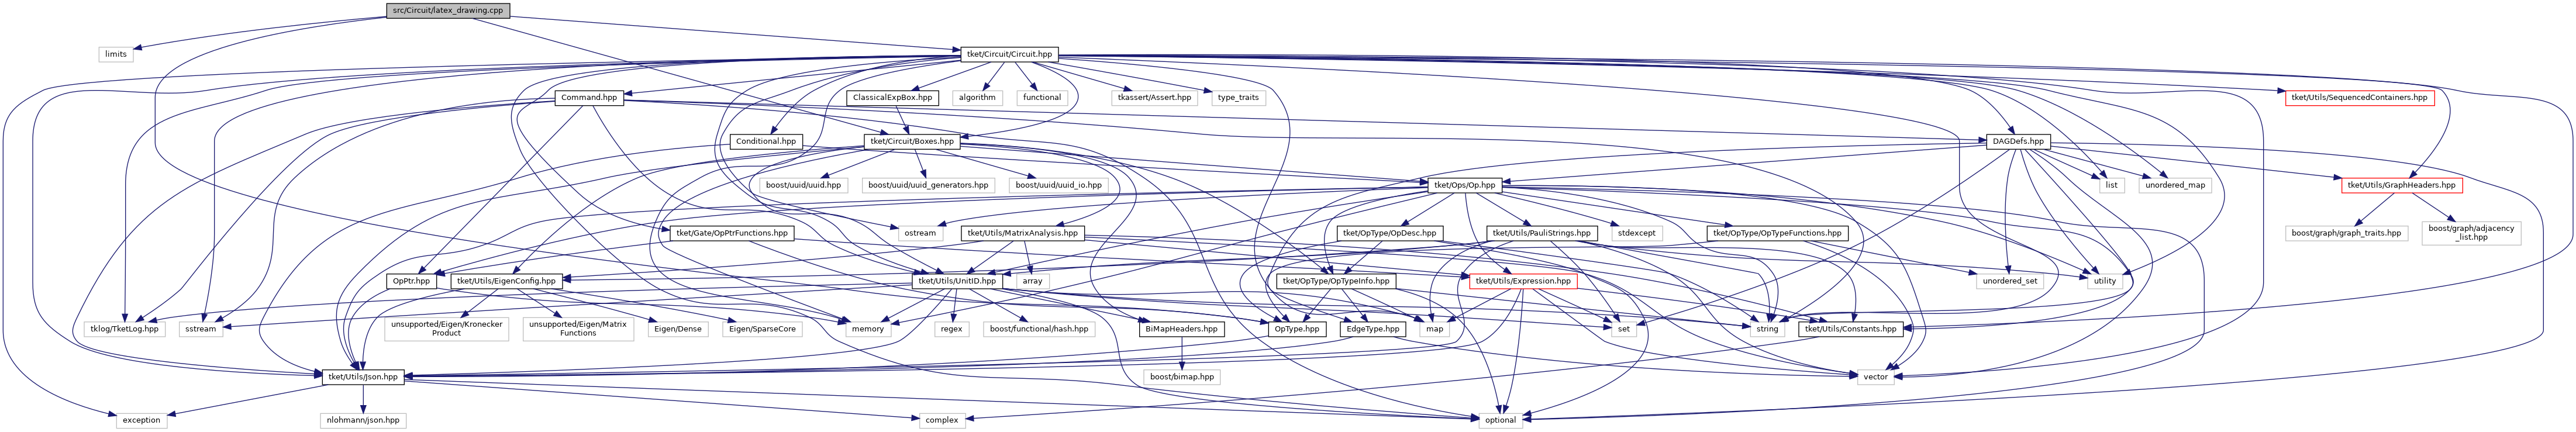 src/Circuit/latex_drawing.cpp
limits
tket/Circuit/Circuit.hpp
Command.hpp
ClassicalExpBox.hpp
algorithm
functional
tkassert/Assert.hpp
type_traits
tket/Utils/SequencedContainers.hpp
Conditional.hpp
tket/Circuit/Boxes.hpp
DAGDefs.hpp
boost/uuid/uuid.hpp
boost/uuid/uuid_generators.hpp
boost/uuid/uuid_io.hpp
tket/Ops/Op.hpp
list
unordered_map
tket/Utils/GraphHeaders.hpp
tket/Gate/OpPtrFunctions.hpp
ostream
tket/Utils/MatrixAnalysis.hpp
tket/OpType/OpDesc.hpp
tket/Utils/PauliStrings.hpp
stdexcept
tket/OpType/OpTypeFunctions.hpp
boost/graph/graph_traits.hpp
boost/graph/adjacency
_list.hpp
OpPtr.hpp
tket/Utils/EigenConfig.hpp
tket/Utils/UnitID.hpp
array
tket/OpType/OpTypeInfo.hpp
tket/Utils/Expression.hpp
unordered_set
utility
tklog/TketLog.hpp
sstream
unsupported/Eigen/Kronecker
Product
unsupported/Eigen/Matrix
Functions
Eigen/Dense
Eigen/SparseCore
memory
regex
boost/functional/hash.hpp
BiMapHeaders.hpp
OpType.hpp
EdgeType.hpp
map
set
string
tket/Utils/Constants.hpp
tket/Utils/Json.hpp
boost/bimap.hpp
vector
exception
nlohmann/json.hpp
complex
optional